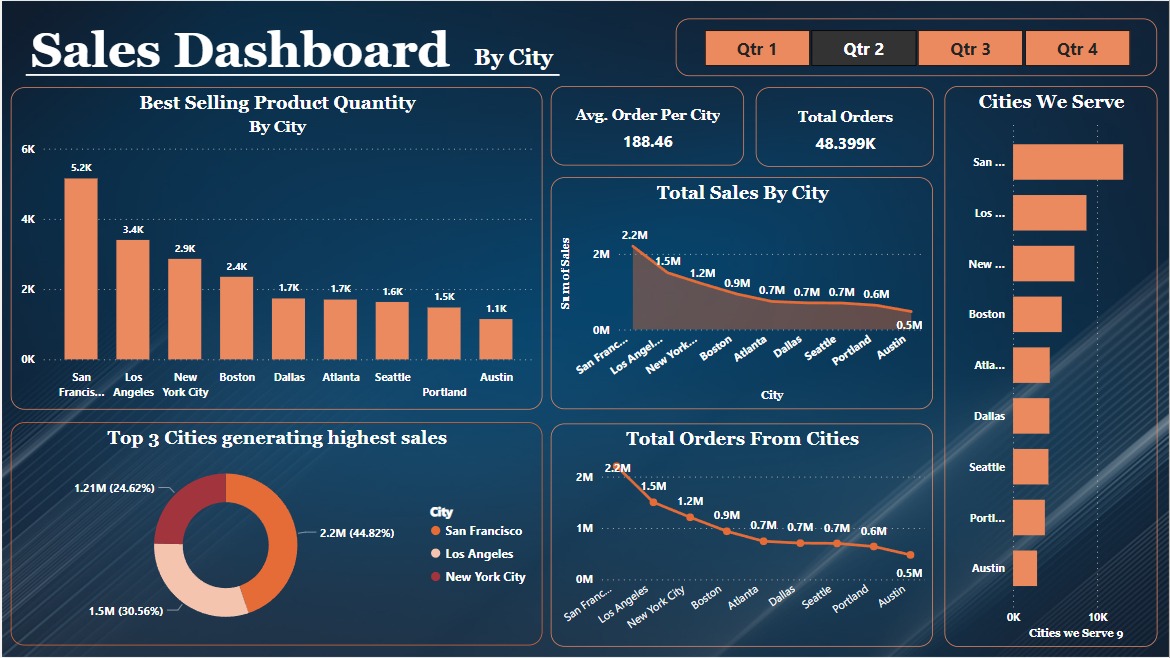 Sales Dashboard By City
Qtr 1 Qtr 2 Qtr 3 Qtr 4
Best Selling Product Quantity
By City
6K
4K
2K
0K
5.2K
3.4K
2.9K
2.4K
1.7K
1.7K
1.6K
1.5K
1.1K
San Francis...
Los Angeles
New York City
Boston
Dallas
Atlanta
Seattle
Portland
Austin
Avg. Order Per City
188.46
Total Orders
48.399K
Total Sales By City
Sum of Sales
2M
0M
2.2M
1.5M
1.2M
0.9M
0.7M
0.7M
0.7M
0.6M
0.5M
San Franc...
Los Angel...
New York...
Boston
Atlanta
Dallas
Seattle
Portland
Austin
City
Cities We Serve
San ...
Los ...
New ...
Boston
Atla...
Dallas
Seattle
Portl...
Austin
0K 10K
Cities we Serve 9
Top 3 Cities generating highest sales
1.21M (24.62%)
2.2M (44.82%)
1.5M (30.56%)
City
San Francisco
Los Angeles
New York City
Total Orders From Cities
2M
1M
0M
2.2M
1.5M
1.2M
0.9M
0.7M
0.7M
0.7M
0.6M
0.5M
San Franc...
Los Angeles
New York City
Boston
Atlanta
Dallas
Seattle
Portland
Austin